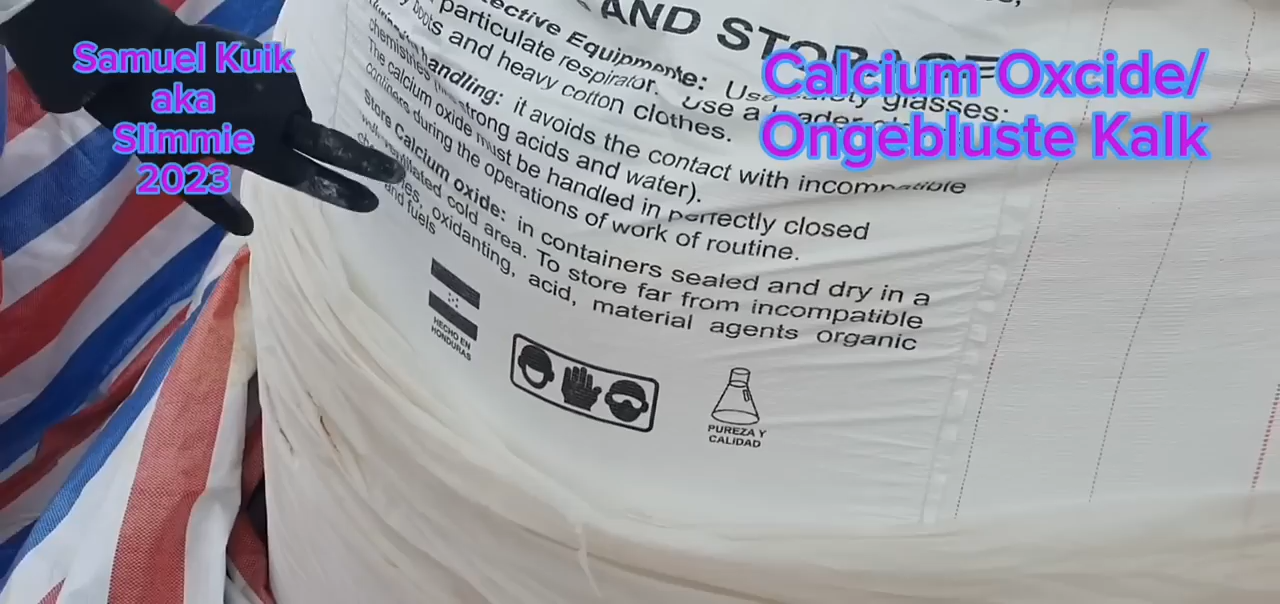 Samuel Kuik
aka
Slimmie
2023
Calcium Oxcide/
Ongebluste Kalk
AND STORAGE
ective Equipmente: Use safety glasses;
particulate respirator. Use a
boots and heavy cotton clothes.
handling: it avoids the contact with incompatible
chemistries strong acids and water).
The calcium oxide must be handled in perfectly closed
during the operations of work of routine.
Store Calcium oxide: in containers sealed and dry in a
cold area. To store far from incompatible
oxidanting, acid, material agents organic
and fuels
HECHO EN
HONDURAS
PUREZA Y
CALIDAD